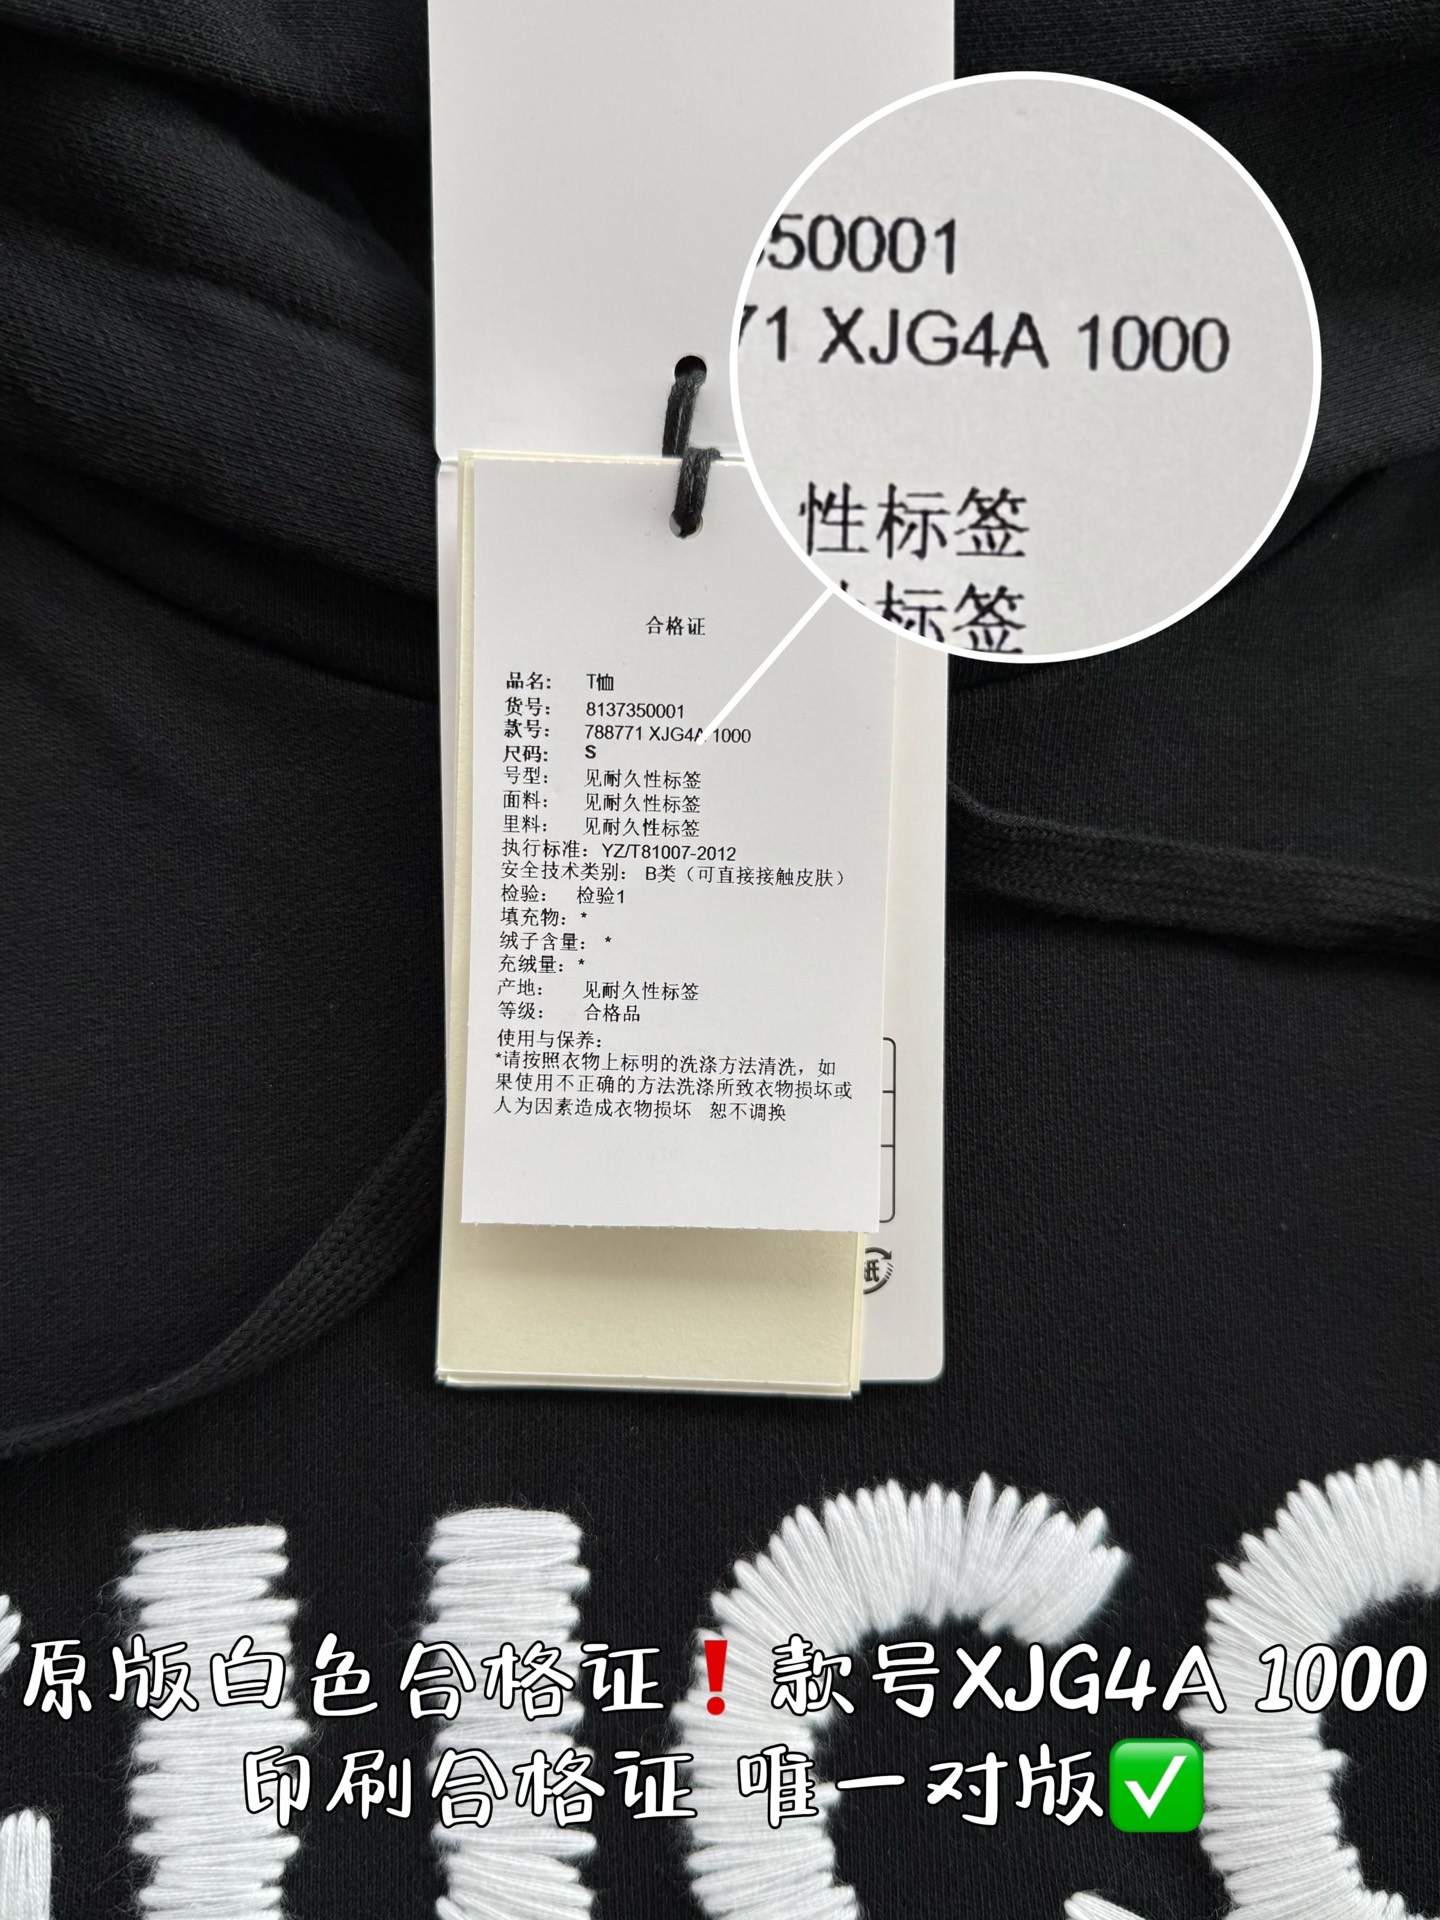 350001
71 XJG4A 1000
性标签
性标签
合格证
品名: T恤
货号: 8137350001
款号: 788771 XJG4A 1000
尺码: S
号型: 见耐久性标签
面料: 见耐久性标签
里料: 见耐久性标签
执行标准: YZ/T81007-2012
安全技术类别: B类（可直接接触皮肤）
检验: 检验1
填充物: *
绒子含量: *
充绒量: *
产地: 见耐久性标签
等级: 合格品
使用与保养:
*请按照衣物上标明的洗涤方法清洗，如
果使用不正确的方法洗涤所致衣物损坏或
人为因素造成衣物损坏 恕不调换
纸
原版白色合格证❗款号XJG4A 1000
印刷合格证 唯一对版✅